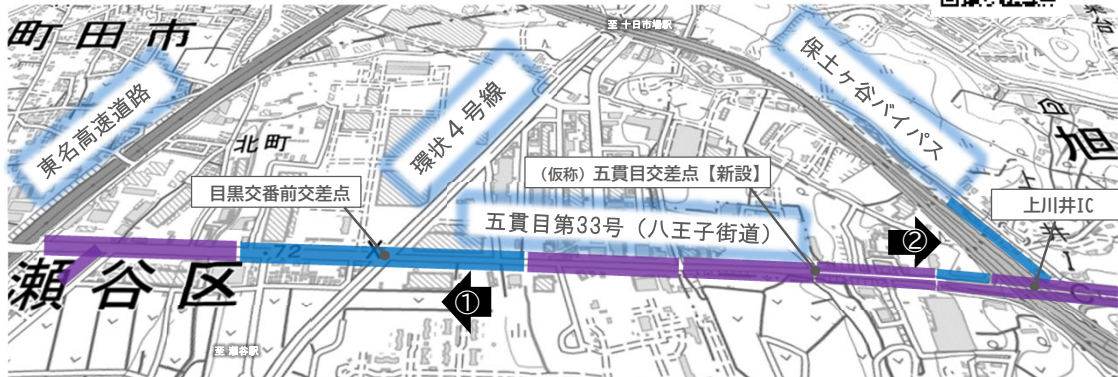 町田市
至 十日市場駅
東名高速道路
環状4号線
保土ヶ谷バイパス
北町
旭
目黒交番前交差点
(仮称)五貫目交差点【新設】
上川井IC
五貫目第33号(八王子街道)
②
72
瀬谷区
①
至 瀬谷駅